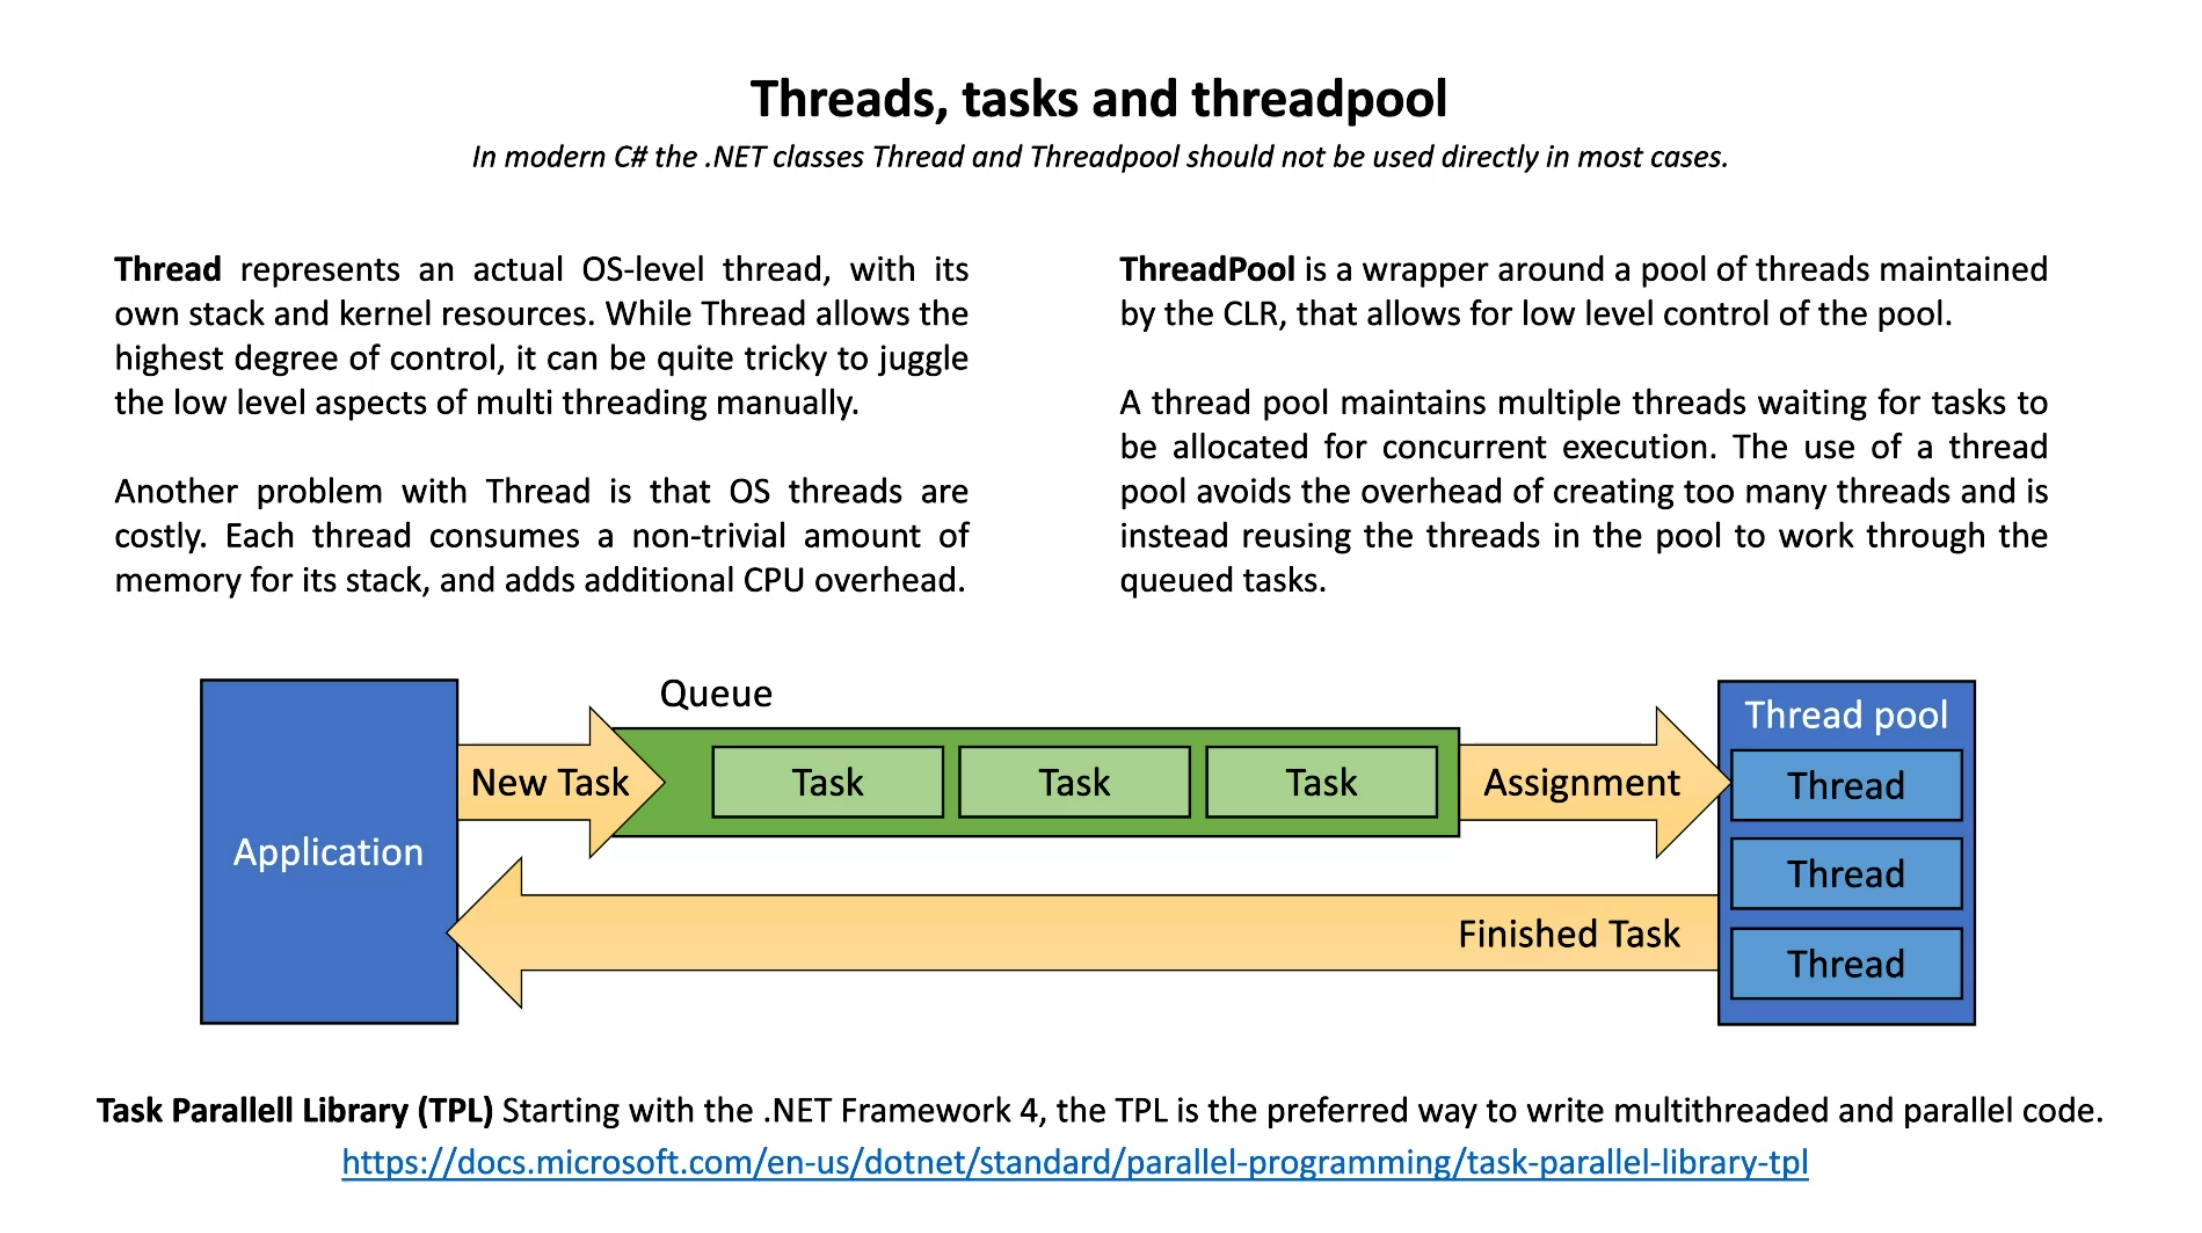 Threads, tasks and threadpool
In modern C# the .NET classes Thread and Threadpool should not be used directly in most cases.
Thread represents an actual OS-level thread, with its
own stack and kernel resources. While Thread allows the
highest degree of control, it can be quite tricky to juggle
the low level aspects of multi threading manually.
Another problem with Thread is that OS threads are
costly. Each thread consumes a non-trivial amount of
memory for its stack, and adds additional CPU overhead.
ThreadPool is a wrapper around a pool of threads maintained
by the CLR, that allows for low level control of the pool.
A thread pool maintains multiple threads waiting for tasks to
be allocated for concurrent execution. The use of a thread
pool avoids the overhead of creating too many threads and is
instead reusing the threads in the pool to work through the
queued tasks.
Application
New Task
Queue
Task
Task
Task
Assignment
Thread pool
Thread
Thread
Thread
Finished Task
Task Parallell Library (TPL) Starting with the .NET Framework 4, the TPL is the preferred way to write multithreaded and parallel code.
https://docs.microsoft.com/en-us/dotnet/standard/parallel-programming/task-parallel-library-tpl